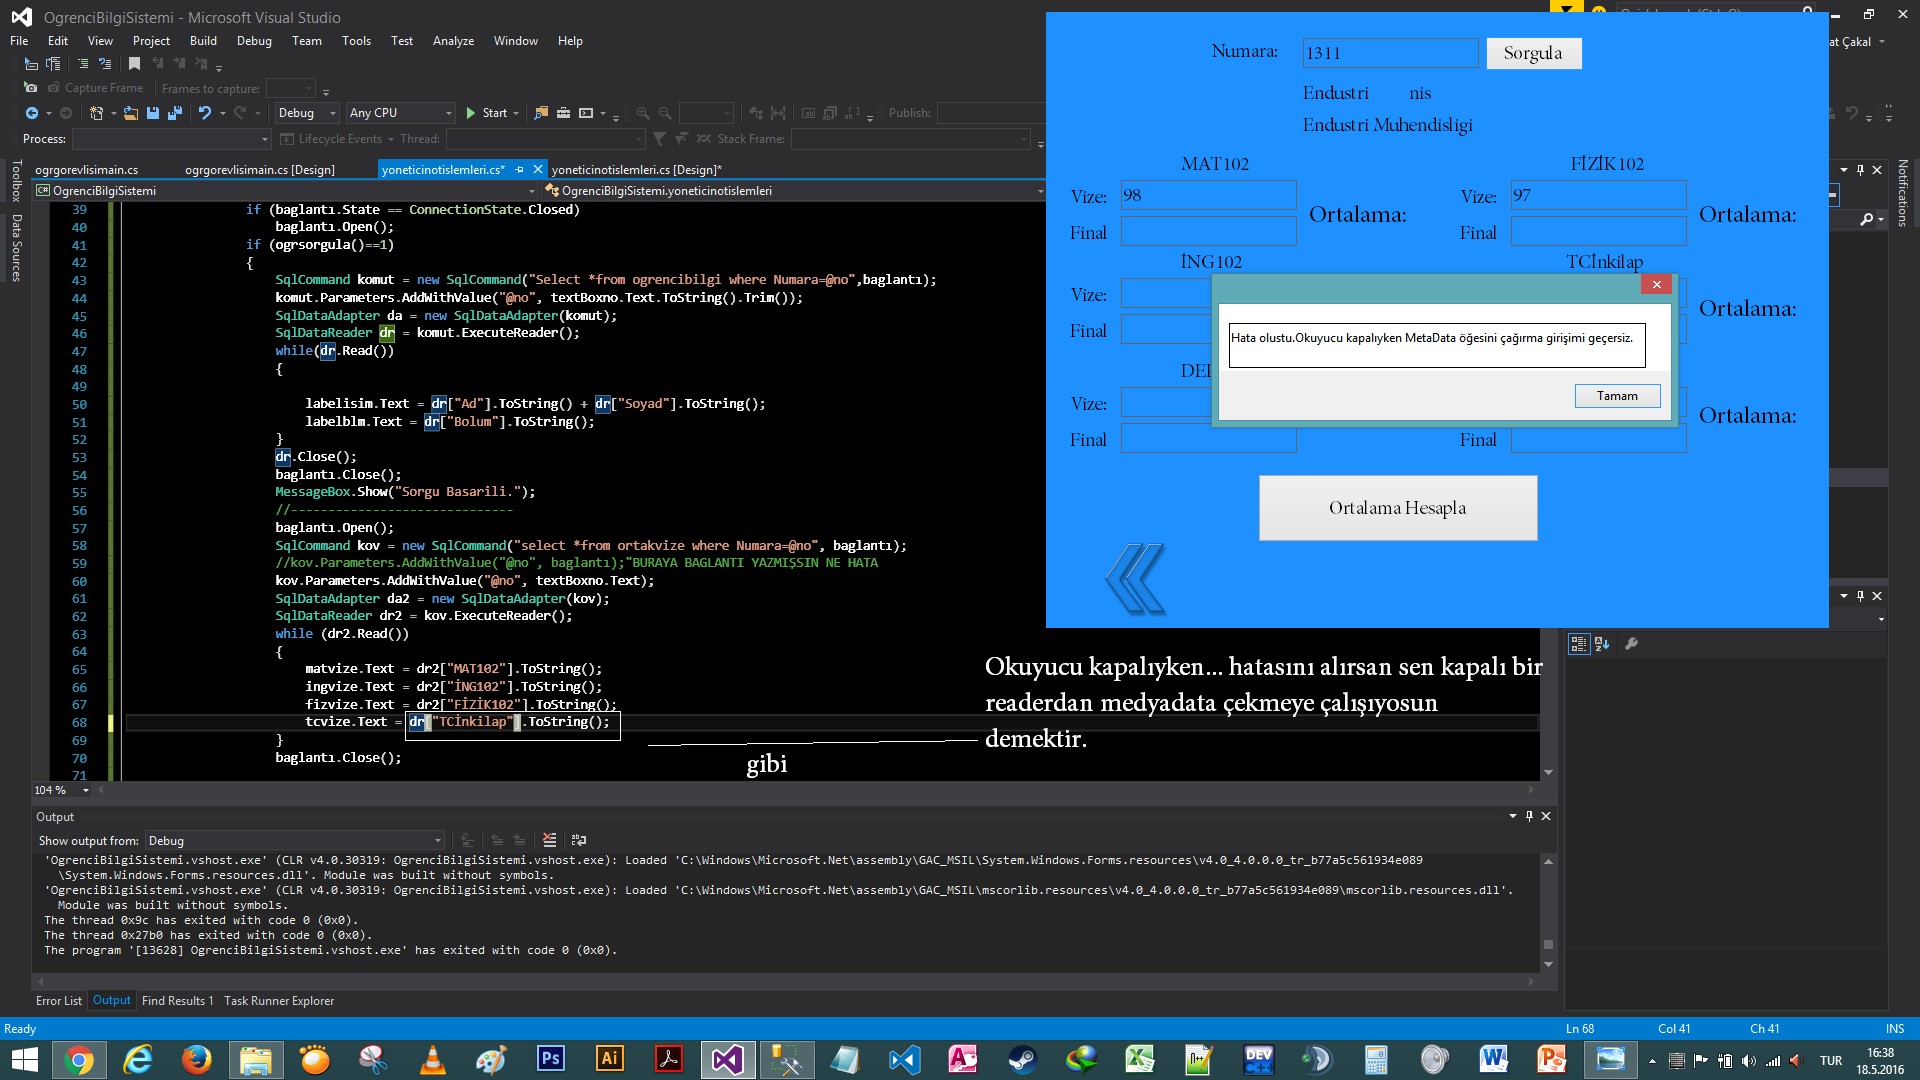 OgrenciBilgiSistemi - Microsoft Visual Studio
File Edit View Project Build Debug Team Tools Test Analyze Window Help
at Çakal
Capture Frame Frames to capture:
Debug Any CPU Start Publish:
Process: Lifecycle Events Thread: Stack Frame:
ogrgorevlisimain.cs ogrgorevlisimain.cs [Design] yoneticinotislemleri.cs* yoneticinotislemleri.cs [Design]*
OgrenciBilgiSistemi OgrenciBilgiSistemi.yoneticinotislemleri
Toolbox
Data Sources
Notifications
39 if (baglantı.State == ConnectionState.Closed)
40 baglantı.Open();
41 if (ogrsorgula()==1)
42 {
43 SqlCommand komut = new SqlCommand("Select *from ogrencibilgi where Numara=@no",baglantı);
44 komut.Parameters.AddWithValue("@no", textBoxno.Text.ToString().Trim());
45 SqlDataAdapter da = new SqlDataAdapter(komut);
46 SqlDataReader dr = komut.ExecuteReader();
47 while(dr.Read())
48 {
49
50 labelisim.Text = dr["Ad"].ToString() + dr["Soyad"].ToString();
51 labelblm.Text = dr["Bolum"].ToString();
52 }
53 dr.Close();
54 baglantı.Close();
55 MessageBox.Show("Sorgu Basarili.");
56 //------------------------------
57 baglantı.Open();
58 SqlCommand kov = new SqlCommand("select *from ortakvize where Numara=@no", baglantı);
59 //kov.Parameters.AddWithValue("@no", baglantı);"BURAYA BAGLANTI YAZMIŞSIN NE HATA
60 kov.Parameters.AddWithValue("@no", textBoxno.Text);
61 SqlDataAdapter da2 = new SqlDataAdapter(kov);
62 SqlDataReader dr2 = kov.ExecuteReader();
63 while (dr2.Read())
64 {
65 matvize.Text = dr2["MAT102"].ToString();
66 ingvize.Text = dr2["İNG102"].ToString();
67 fizvize.Text = dr2["FİZİK102"].ToString();
68 tcvize.Text = dr["TCİnkilap"].ToString();
69 }
70 baglantı.Close();
71
Numara: 1311 Sorgula
Endustri nis
Endustri Muhendisligi
MAT102 FİZİK102
Vize: 98 Ortalama: Vize: 97 Ortalama:
Final Final
İNG102 TCİnkilap
Vize: Ortalama:
Final
Hata olustu.Okuyucu kapalıyken MetaData öğesini çağırma girişimi geçersiz.
Tamam
Vize: Ortalama:
Final Final
Ortalama Hesapla
Okuyucu kapalıyken... hatasını alırsan sen kapalı bir
readerdan medyadata çekmeye çalışıyosun
demektir.
gibi
104 %
Output
Show output from: Debug
'OgrenciBilgiSistemi.vshost.exe' (CLR v4.0.30319: OgrenciBilgiSistemi.vshost.exe): Loaded 'C:\Windows\Microsoft.Net\assembly\GAC_MSIL\System.Windows.Forms.resources\v4.0_4.0.0.0_tr_b77a5c561934e089
\System.Windows.Forms.resources.dll'. Module was built without symbols.
'OgrenciBilgiSistemi.vshost.exe' (CLR v4.0.30319: OgrenciBilgiSistemi.vshost.exe): Loaded 'C:\Windows\Microsoft.Net\assembly\GAC_MSIL\mscorlib.resources\v4.0_4.0.0.0_tr_b77a5c561934e089\mscorlib.resources.dll'.
Module was built without symbols.
The thread 0x9c has exited with code 0 (0x0).
The thread 0x27b0 has exited with code 0 (0x0).
The program '[13628] OgrenciBilgiSistemi.vshost.exe' has exited with code 0 (0x0).
Error List Output Find Results 1 Task Runner Explorer
Ready Ln 68 Col 41 Ch 41 INS
TUR 16:38
18.5.2016